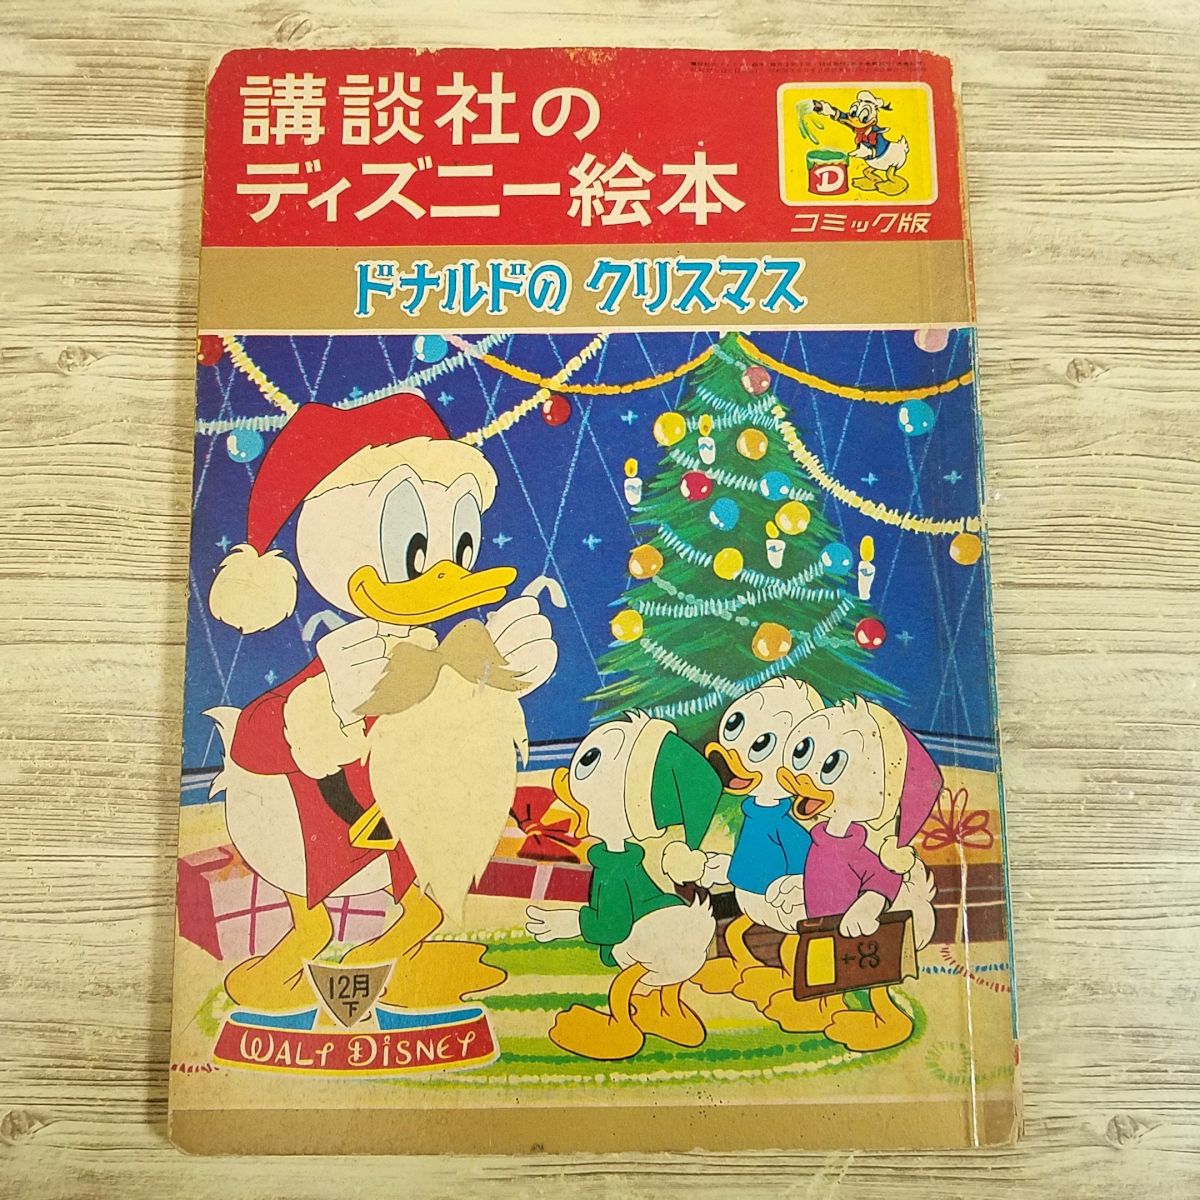 講談社の
ディズニー絵本
D
コミック版
ドナルドの クリスマス
12月
下
WALT DISNEY